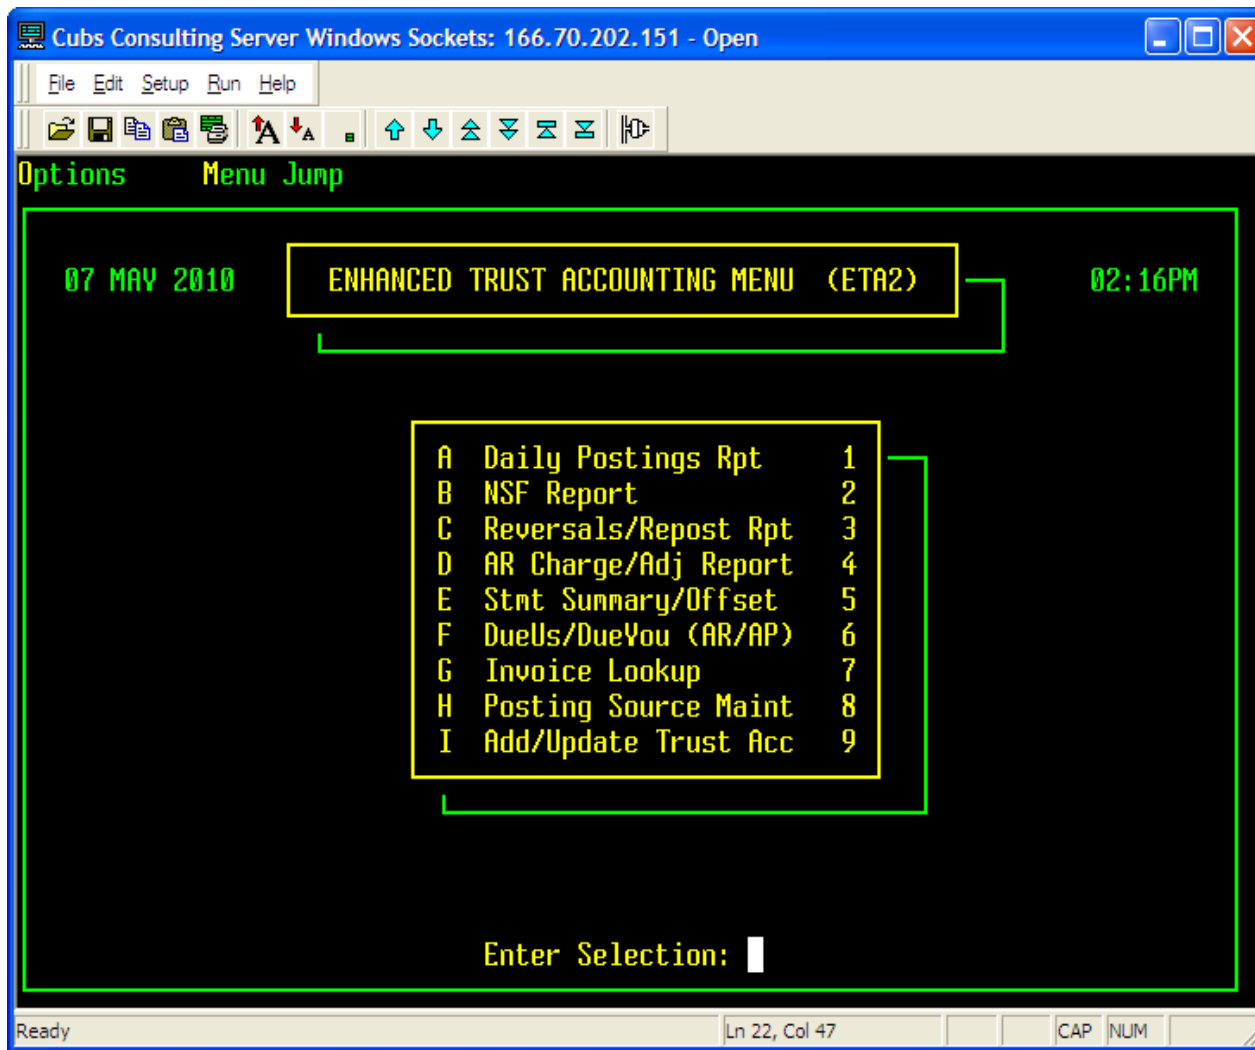 Cubs Consulting Server Windows Sockets: 166.70.202.151 - Open
File Edit Setup Run Help
A A
Options Menu Jump
07 MAY 2010 ENHANCED TRUST ACCOUNTING MENU (ETA2) 02:16PM
A Daily Postings Rpt 1
B NSF Report 2
C Reversals/Repost Rpt 3
D AR Charge/Adj Report 4
E Stmt Summary/Offset 5
F DueUs/DueYou (AR/AP) 6
G Invoice Lookup 7
H Posting Source Maint 8
I Add/Update Trust Acc 9
Enter Selection:
Ready Ln 22, Col 47 CAP NUM